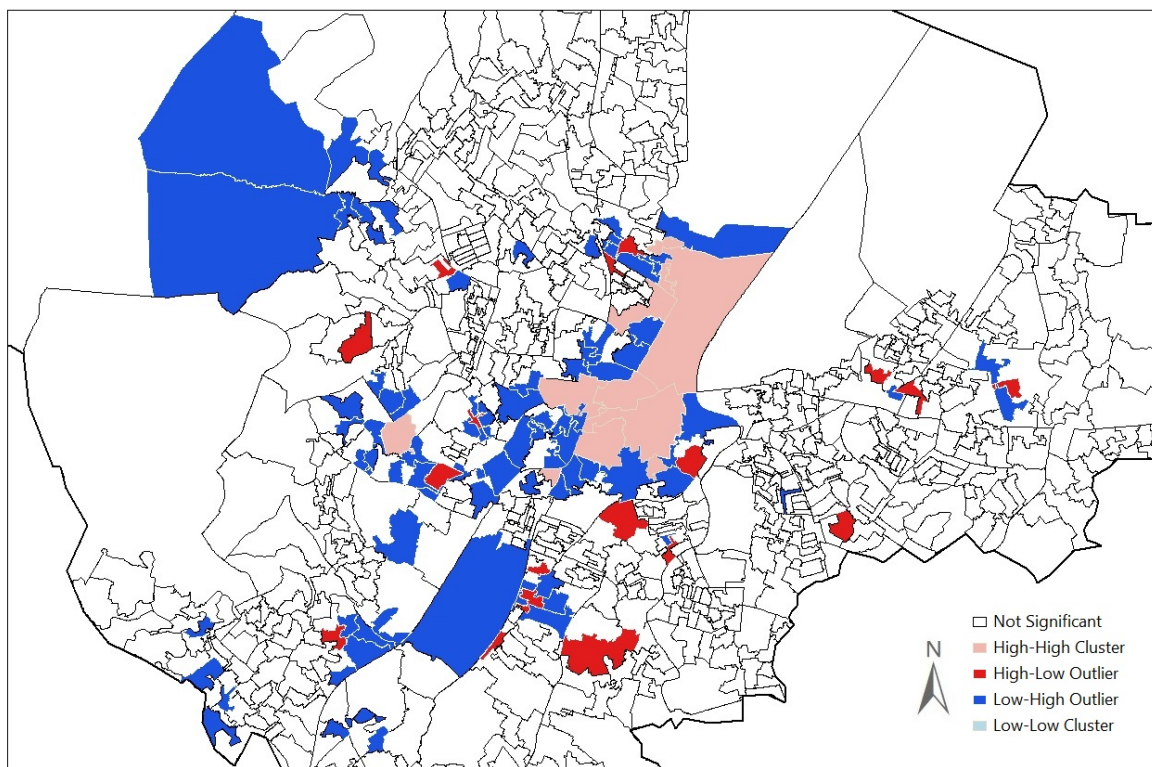 Not Significant
High-High Cluster
N
High-Low Outlier
Low-High Outlier
Low-Low Cluster